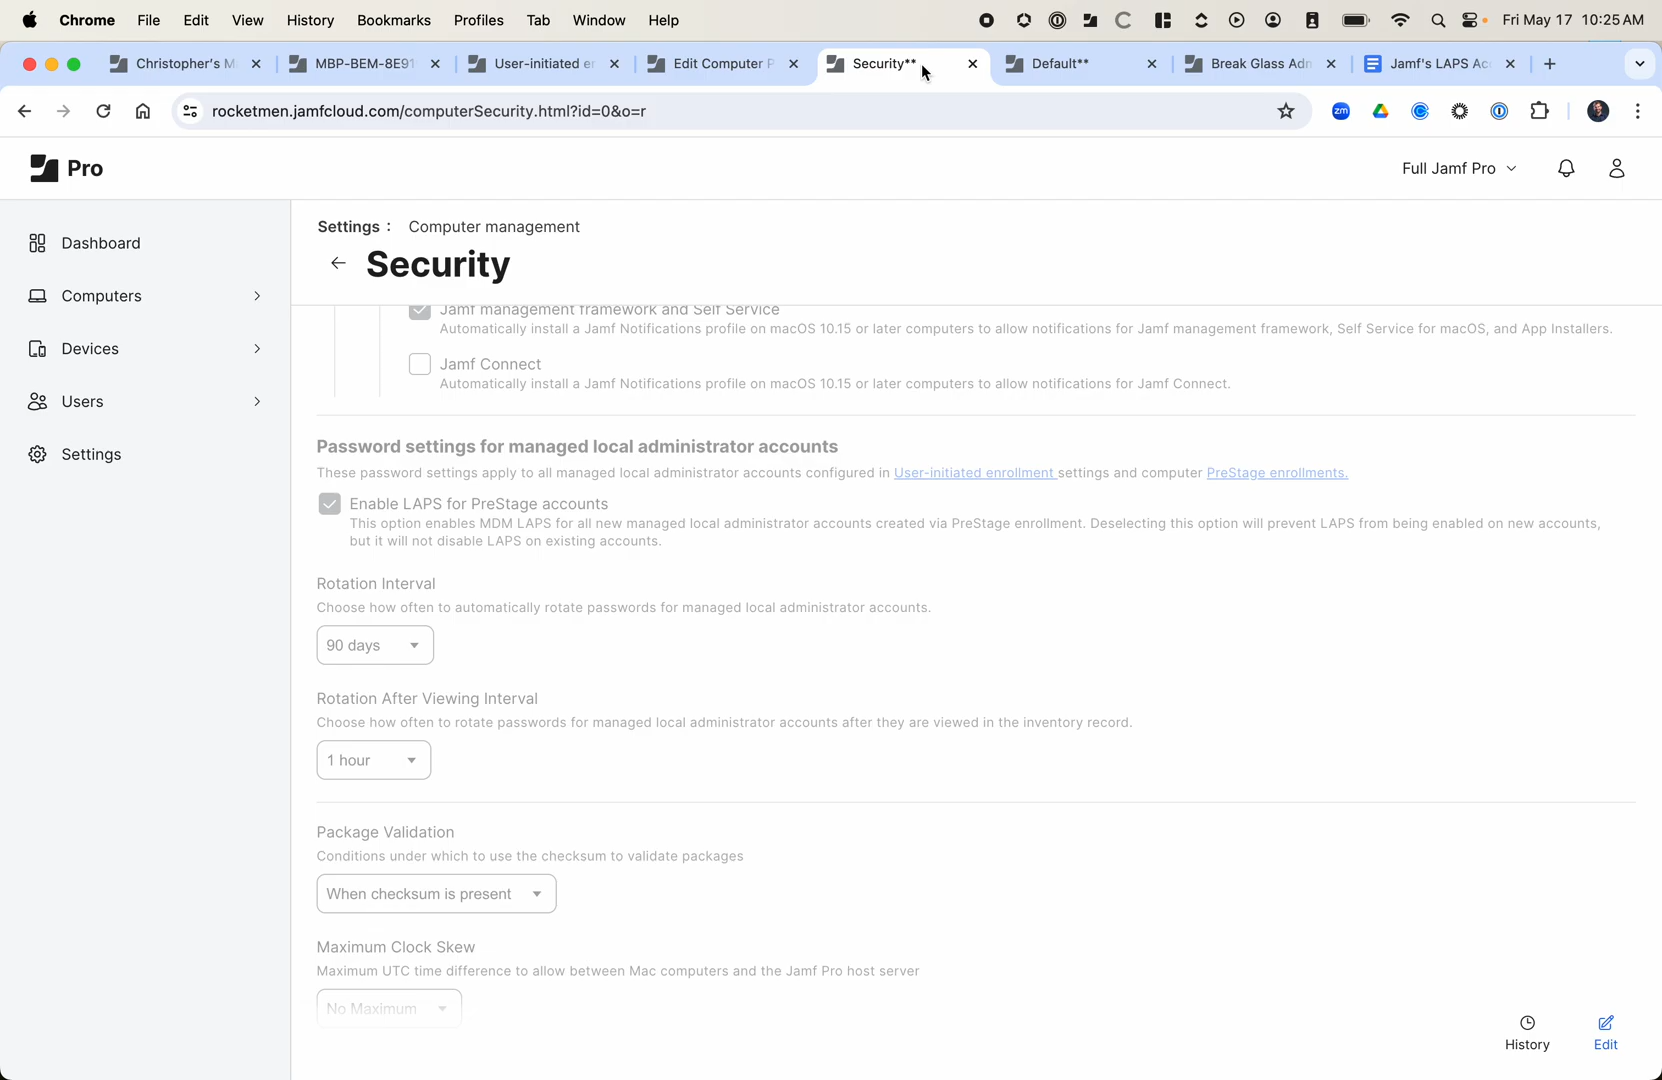 Chrome File Edit View History Bookmarks Profiles Tab Window Help Fri May 17 10:25 AM
Christopher's M MBP-BEM-8E91 User-initiated er Edit Computer P Security** Default** Break Glass Adm Jamf's LAPS Acc
rocketmen.jamfcloud.com/computerSecurity.html?id=0&o=r
zm
Pro
Full Jamf Pro
Dashboard
Computers
Devices
Users
Settings
Settings : Computer management
Security
Jamf management framework and Self Service
Automatically install a Jamf Notifications profile on macOS 10.15 or later computers to allow notifications for Jamf management framework, Self Service for macOS, and App Installers.
Jamf Connect
Automatically install a Jamf Notifications profile on macOS 10.15 or later computers to allow notifications for Jamf Connect.
Password settings for managed local administrator accounts
These password settings apply to all managed local administrator accounts configured in User-initiated enrollment settings and computer PreStage enrollments.
Enable LAPS for PreStage accounts
This option enables MDM LAPS for all new managed local administrator accounts created via PreStage enrollment. Deselecting this option will prevent LAPS from being enabled on new accounts,
but it will not disable LAPS on existing accounts.
Rotation Interval
Choose how often to automatically rotate passwords for managed local administrator accounts.
90 days
Rotation After Viewing Interval
Choose how often to rotate passwords for managed local administrator accounts after they are viewed in the inventory record.
1 hour
Package Validation
Conditions under which to use the checksum to validate packages
When checksum is present
Maximum Clock Skew
Maximum UTC time difference to allow between Mac computers and the Jamf Pro host server
No Maximum
History
Edit